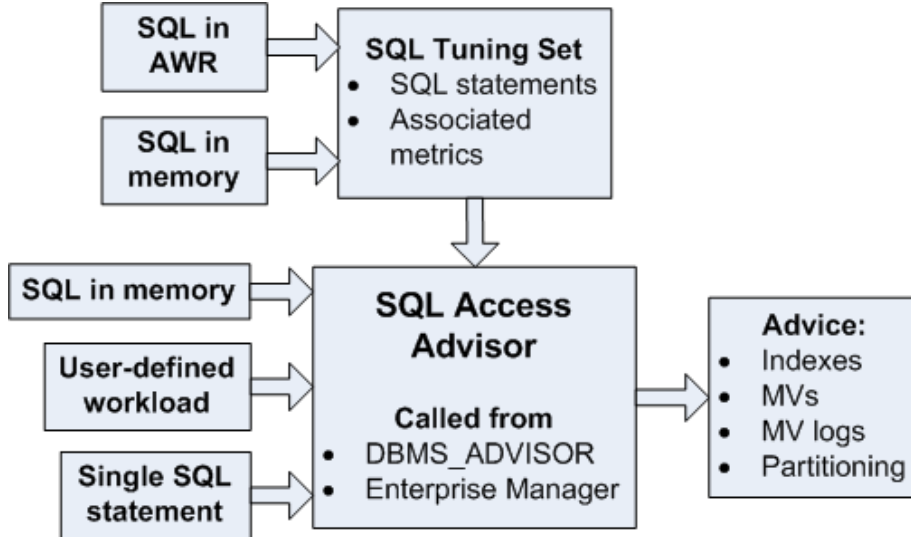 SQL in
AWR
SQL in
memory
SQL Tuning Set
• SQL statements
• Associated
metrics
SQL in memory
User-defined
workload
Single SQL
statement
SQL Access
Advisor
Called from
• DBMS_ADVISOR
• Enterprise Manager
Advice:
• Indexes
• MVs
• MV logs
• Partitioning